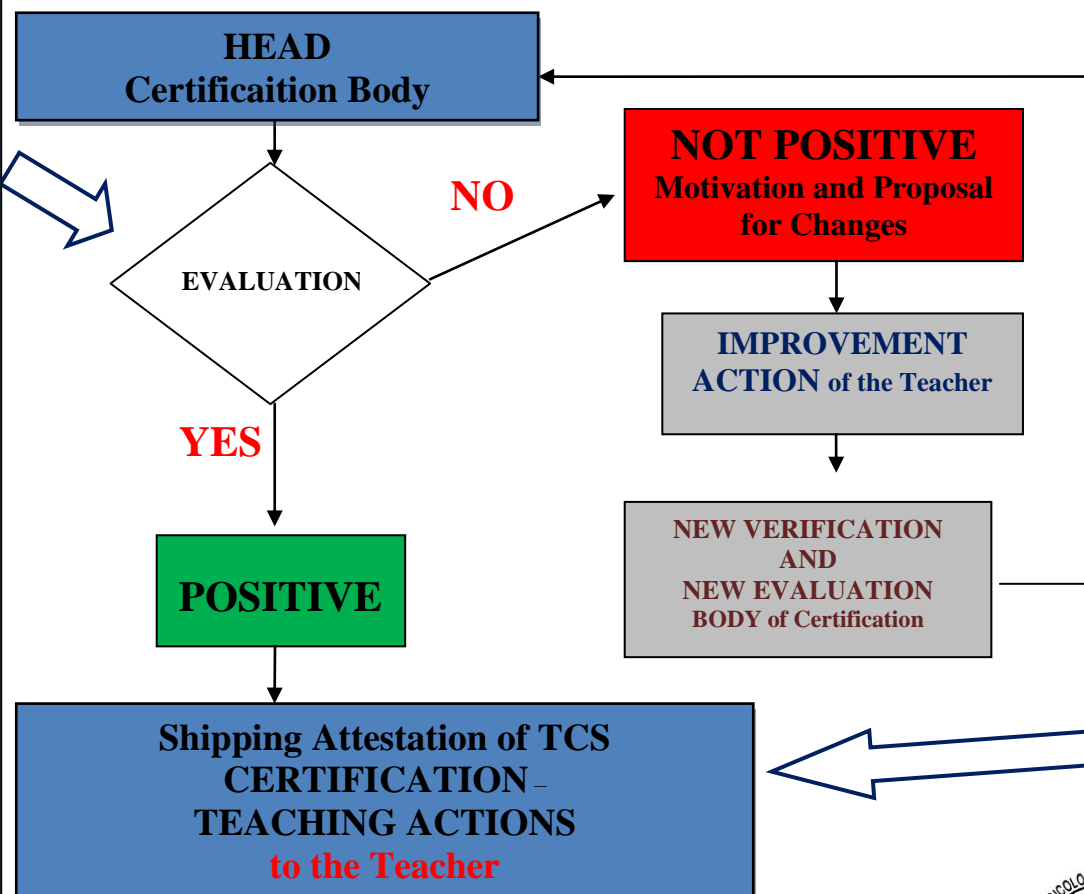 HEAD
Certificaition Body
NO
NOT POSITIVE
Motivation and Proposal
for Changes
EVALUATION
IMPROVEMENT
ACTION of the Teacher
YES
NEW VERIFICATION
AND
NEW EVALUATION
BODY of Certification
POSITIVE
Shipping Attestation of TCS
CERTIFICATION –
TEACHING ACTIONS
to the Teacher